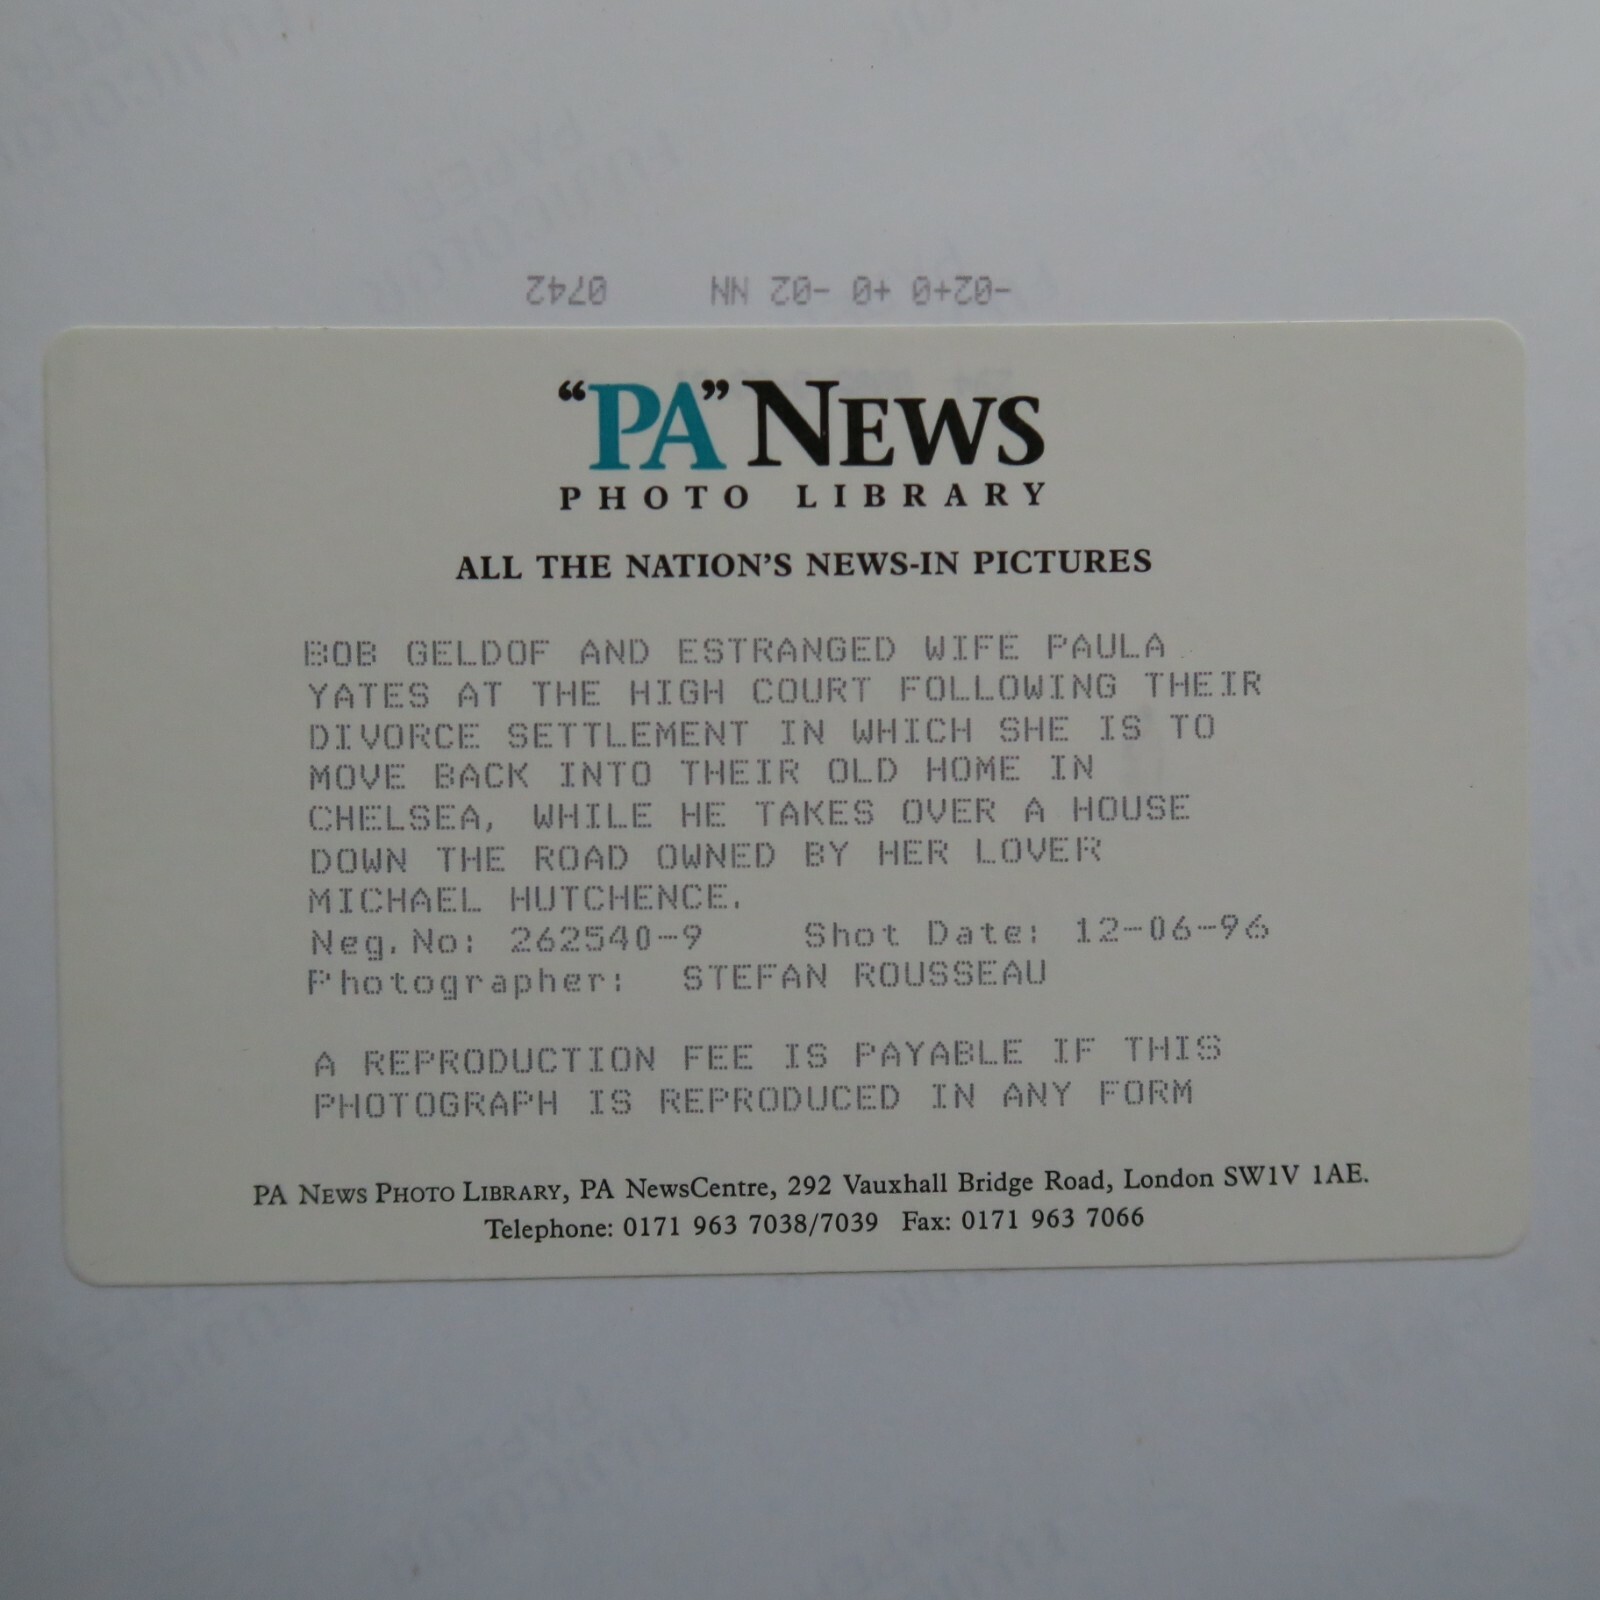 -02+0 +0 -02 NN 0742
“PA” NEWS
PHOTO LIBRARY
ALL THE NATION'S NEWS-IN PICTURES
BOB GELDOF AND ESTRANGED WIFE PAULA
YATES AT THE HIGH COURT FOLLOWING THEIR
DIVORCE SETTLEMENT IN WHICH SHE IS TO
MOVE BACK INTO THEIR OLD HOME IN
CHELSEA, WHILE HE TAKES OVER A HOUSE
DOWN THE ROAD OWNED BY HER LOVER
MICHAEL HUTCHENCE.
Neg.No: 262540-9 Shot Date: 12-06-96
Photographer: STEFAN ROUSSEAU
A REPRODUCTION FEE IS PAYABLE IF THIS
PHOTOGRAPH IS REPRODUCED IN ANY FORM
PA NEWS PHOTO LIBRARY, PA NewsCentre, 292 Vauxhall Bridge Road, London SW1V 1AE.
Telephone: 0171 963 7038/7039 Fax: 0171 963 7066